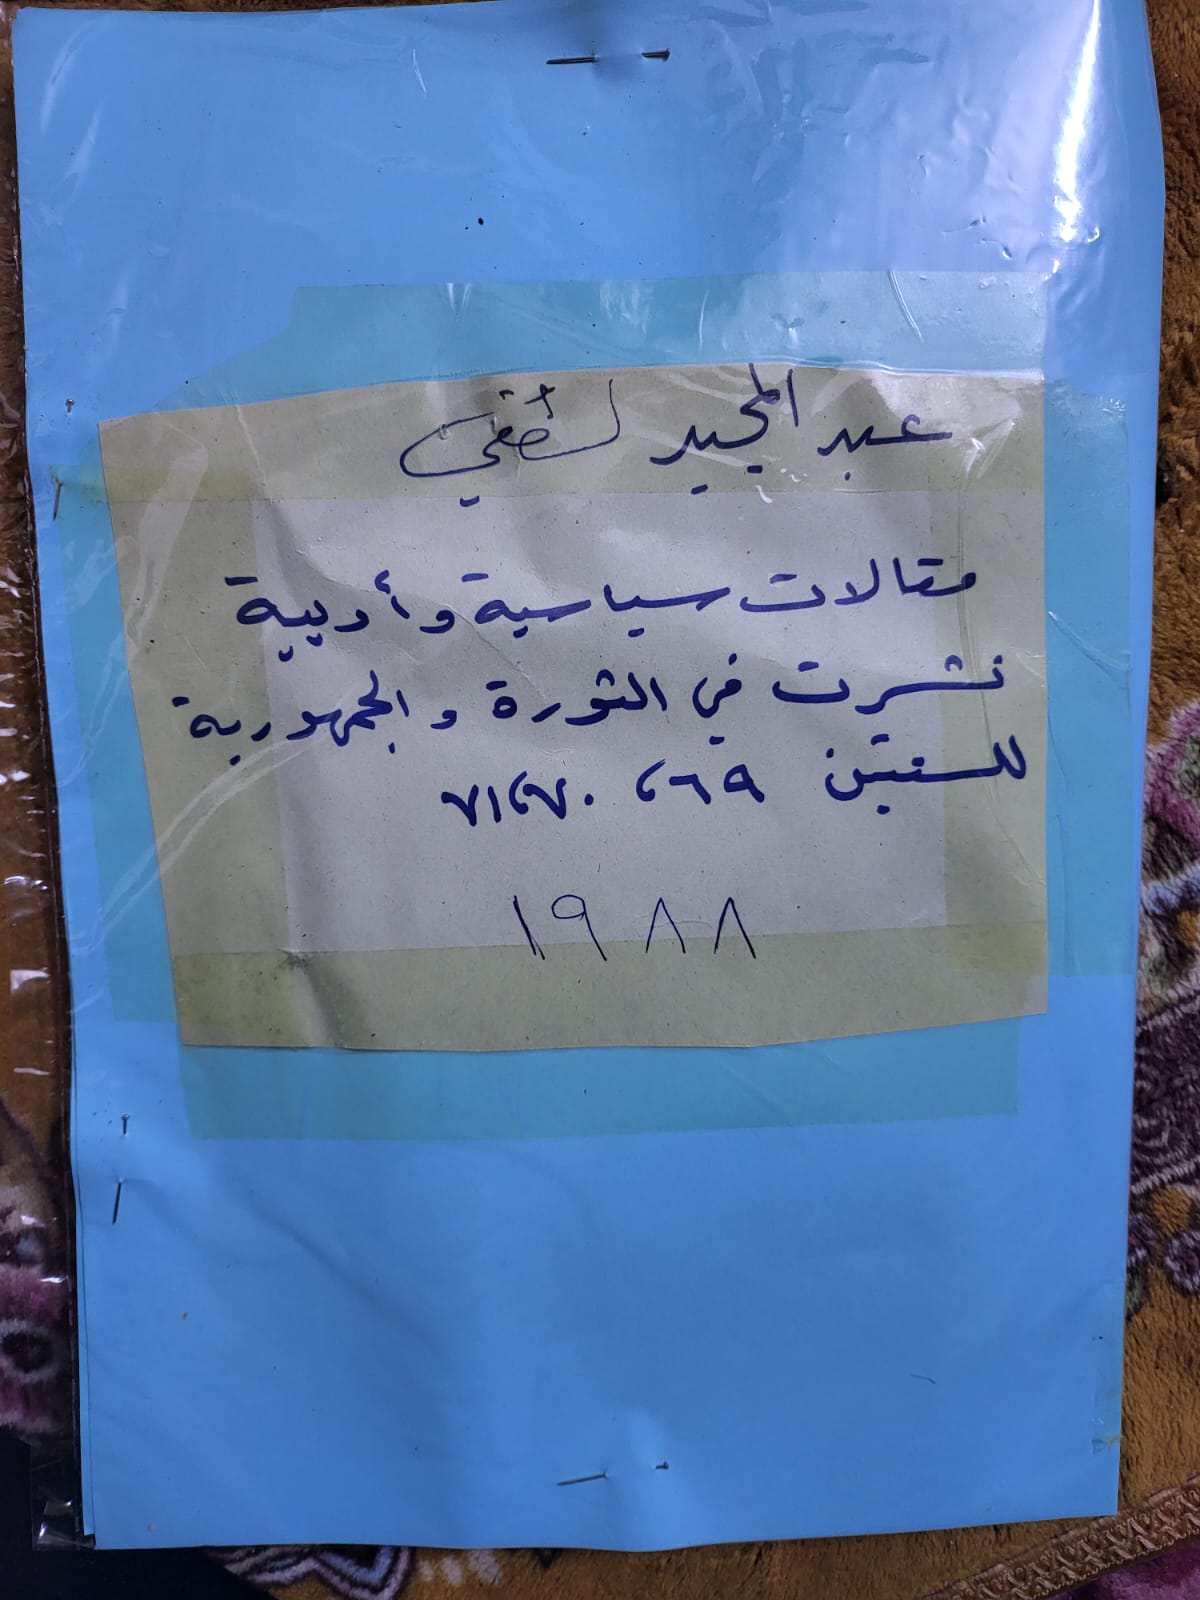 عبد المجيد لطفي
مقالات سياسية وأدبية
نشرت في الثورة والجمهورية
للسنتين ٦٩، ٧٠، ٧١
١٩٨٨